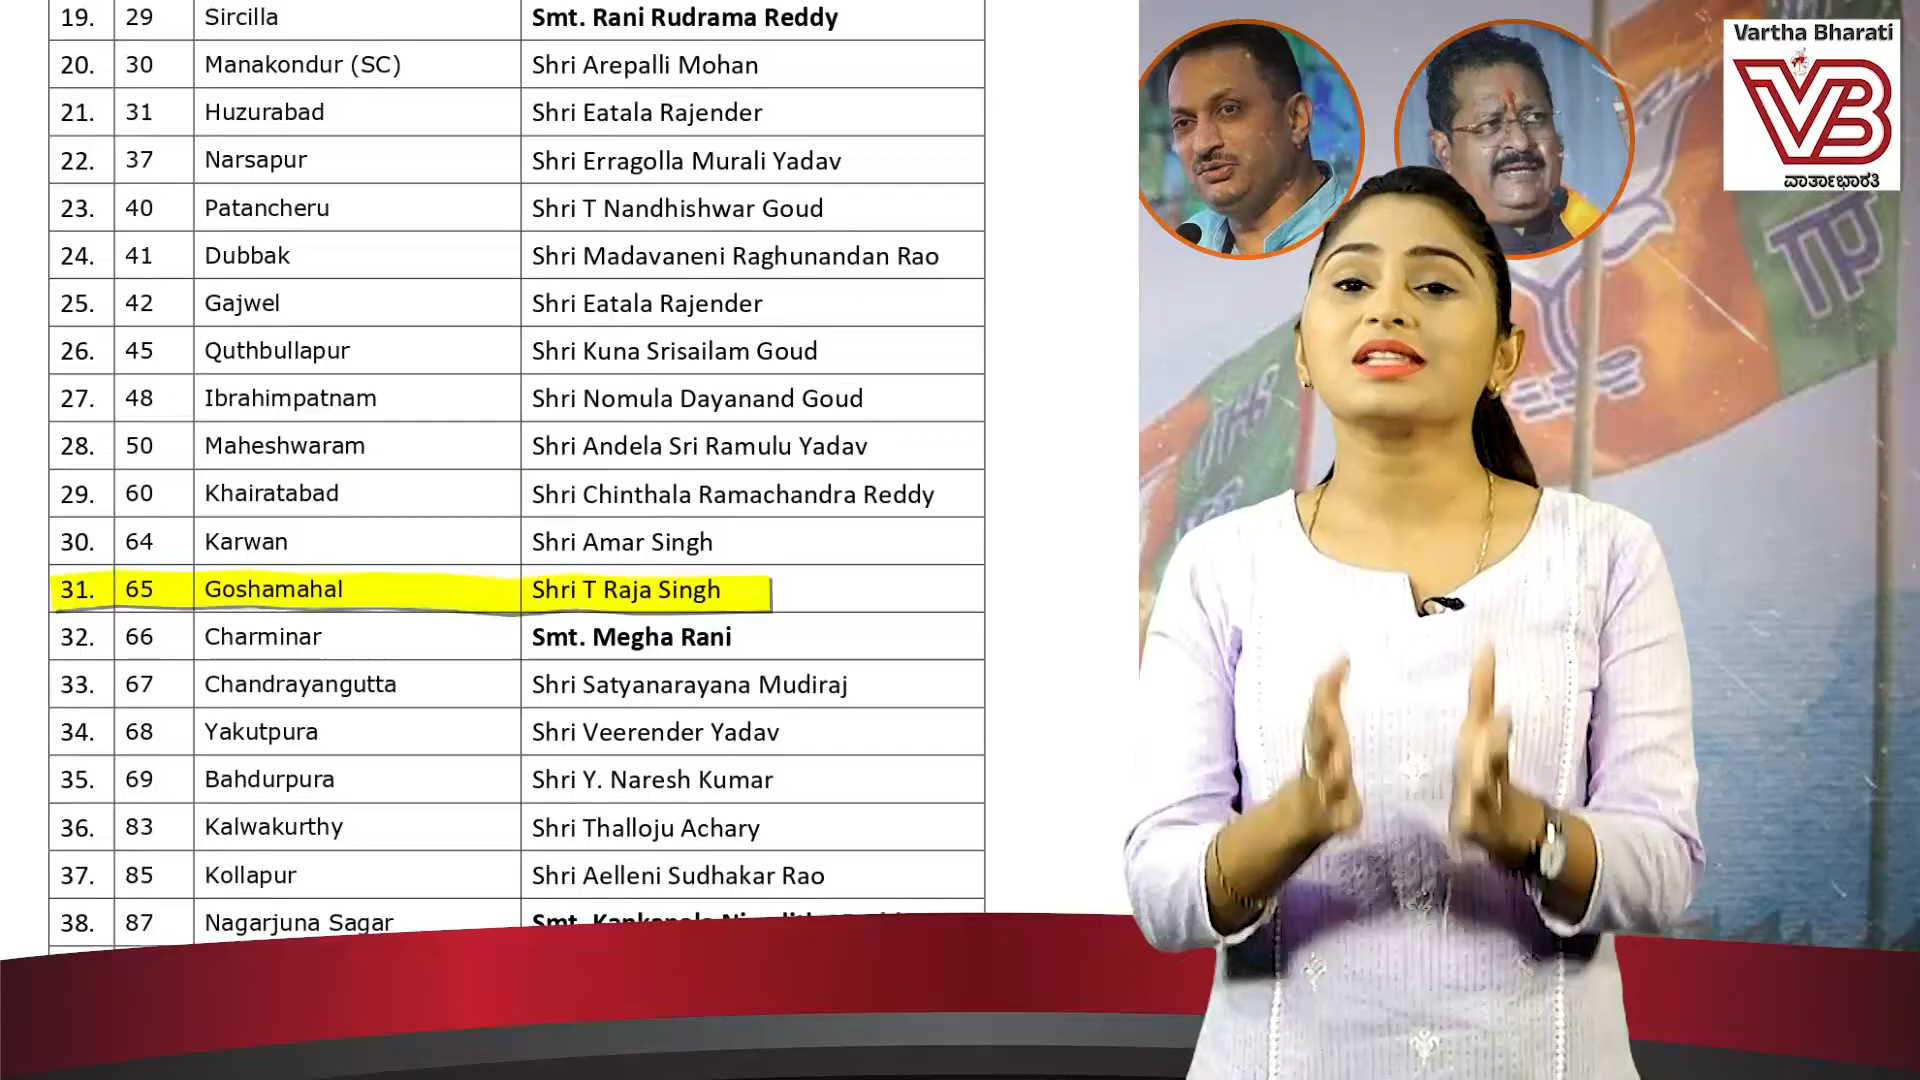 19. 29 Sircilla Smt. Rani Rudrama Reddy
20. 30 Manakondur (SC) Shri Arepalli Mohan
21. 31 Huzurabad Shri Eatala Rajender
22. 37 Narsapur Shri Erragolla Murali Yadav
23. 40 Patancheru Shri T Nandhishwar Goud
24. 41 Dubbak Shri Madavaneni Raghunandan Rao
25. 42 Gajwel Shri Eatala Rajender
26. 45 Quthbullapur Shri Kuna Srisailam Goud
27. 48 Ibrahimpatnam Shri Nomula Dayanand Goud
28. 50 Maheshwaram Shri Andela Sri Ramulu Yadav
29. 60 Khairatabad Shri Chinthala Ramachandra Reddy
30. 64 Karwan Shri Amar Singh
31. 65 Goshamahal Shri T Raja Singh
32. 66 Charminar Smt. Megha Rani
33. 67 Chandrayangutta Shri Satyanarayana Mudiraj
34. 68 Yakutpura Shri Veerender Yadav
35. 69 Bahdurpura Shri Y. Naresh Kumar
36. 83 Kalwakurthy Shri Thalloju Achary
37. 85 Kollapur Shri Aelleni Sudhakar Rao
38. 87 Nagarjuna Sagar Smt.
Vartha Bharati
VB
ವಾರ್ತಾಭಾರತಿ